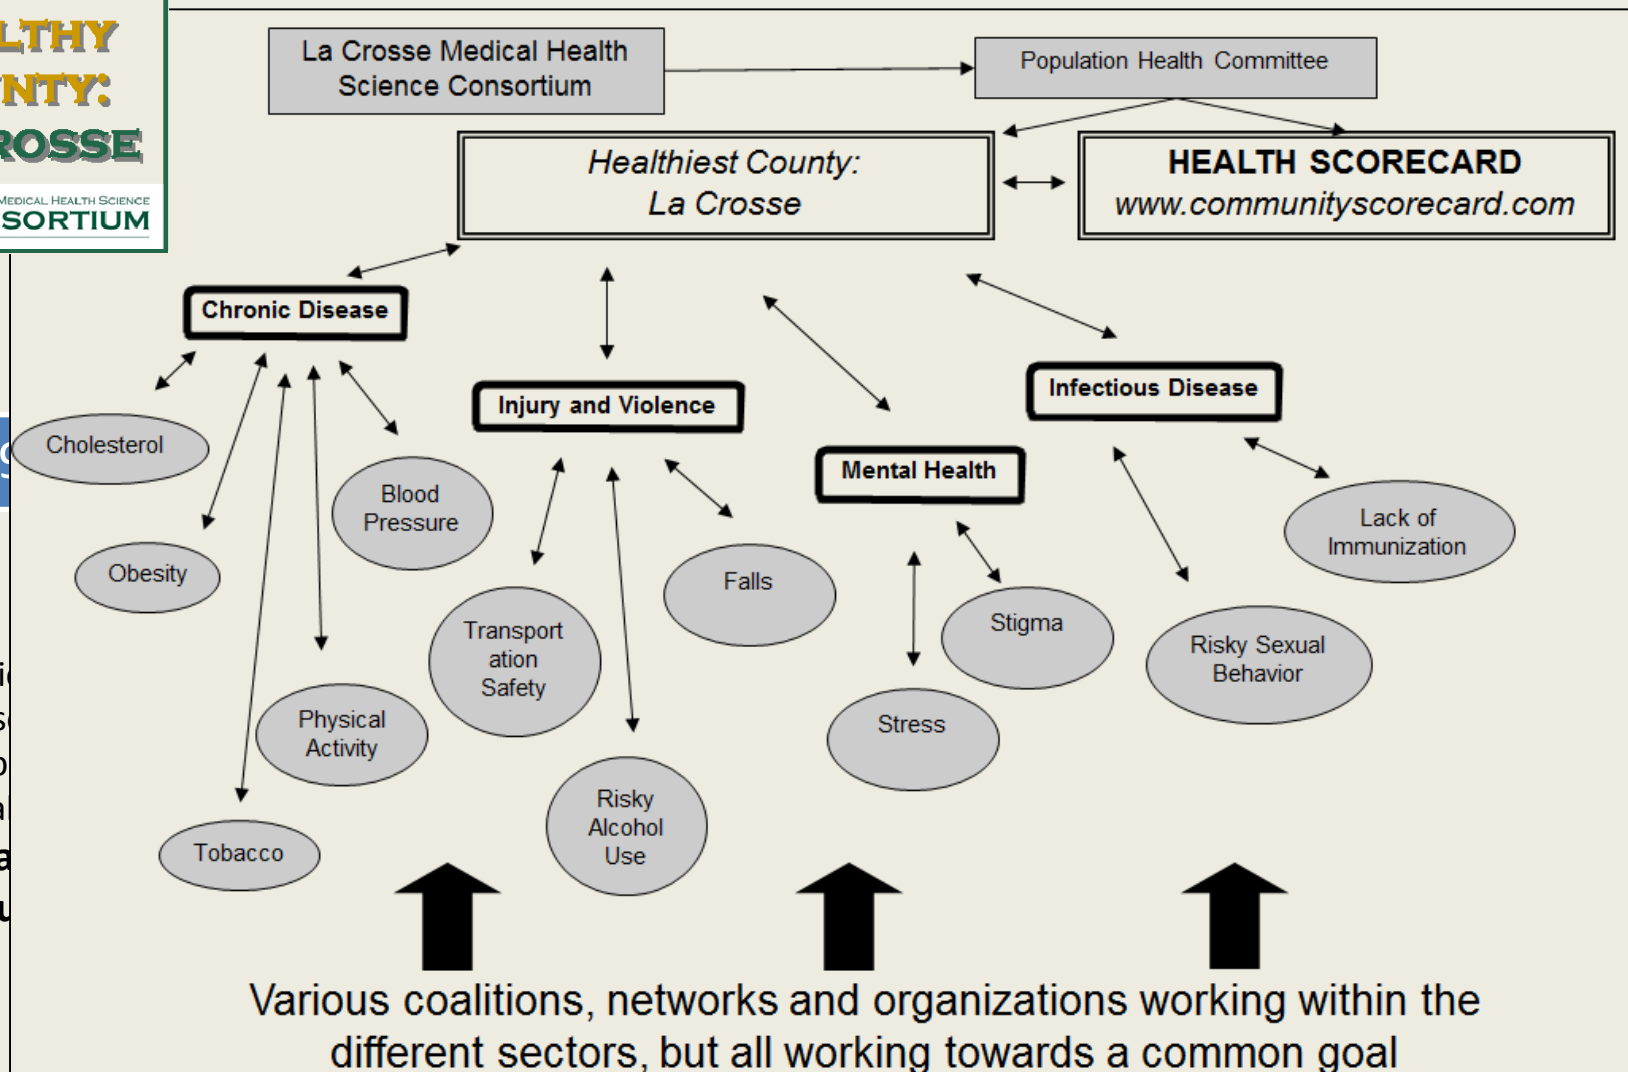 LTHY
NTY:
ROSSE
MEDICAL HEALTH SCIENCE
SORTIUM
La Crosse Medical Health
Science Consortium
Population Health Committee
Healthiest County:
La Crosse
HEALTH SCORECARD
www.communityscorecard.com
Chronic Disease
Injury and Violence
Mental Health
Infectious Disease
Cholesterol
Obesity
Tobacco
Physical
Activity
Blood
Pressure
Transport
ation
Safety
Risky
Alcohol
Use
Falls
Stress
Stigma
Risky Sexual
Behavior
Lack of
Immunization
Various coalitions, networks and organizations working within the
different sectors, but all working towards a common goal